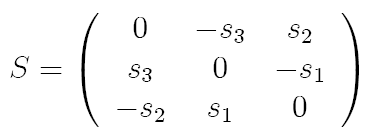 0 -s₃ s₂
S = s₃ 0 -s₁
-s₂ s₁ 0